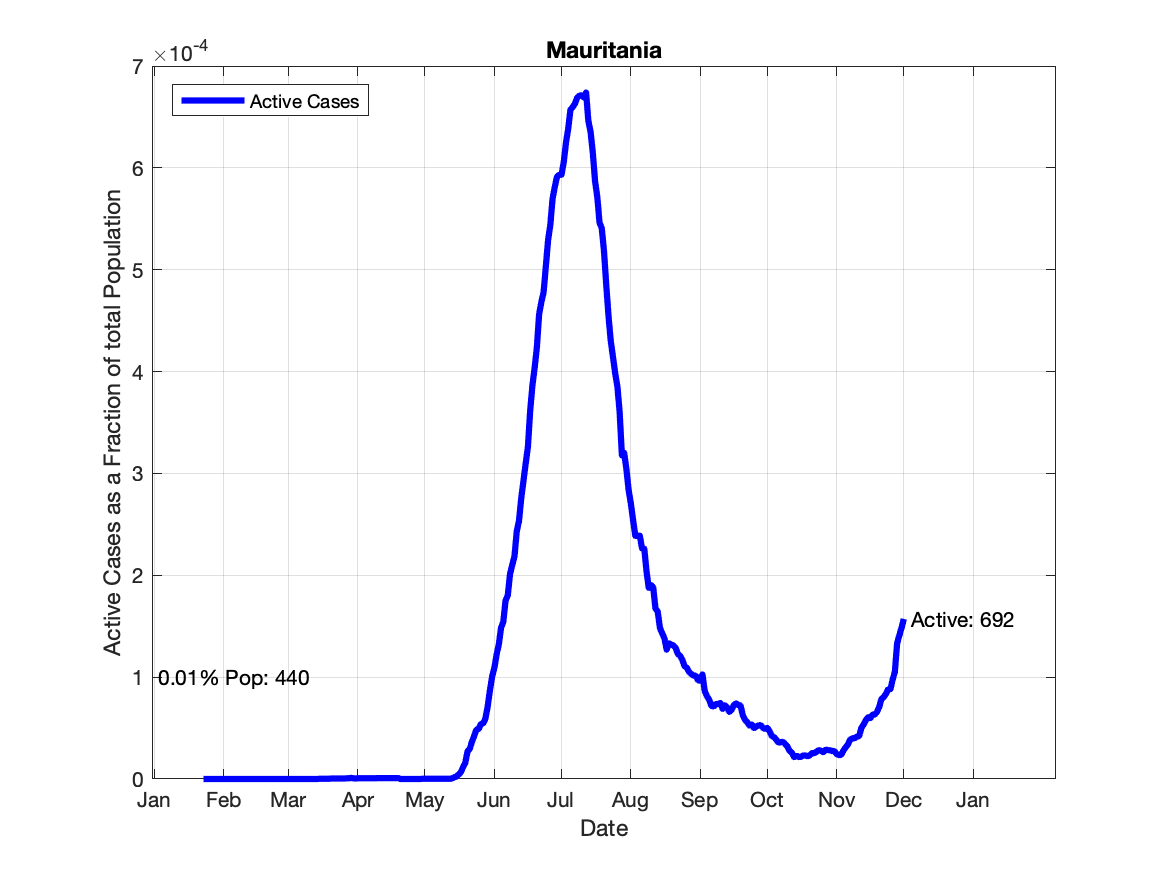 Mauritania
×10⁻⁴
7
6
5
4
3
2
1
0
Active Cases as a Fraction of total Population
Active Cases
0.01% Pop: 440
Active: 692
Jan Feb Mar Apr May Jun Jul Aug Sep Oct Nov Dec Jan
Date